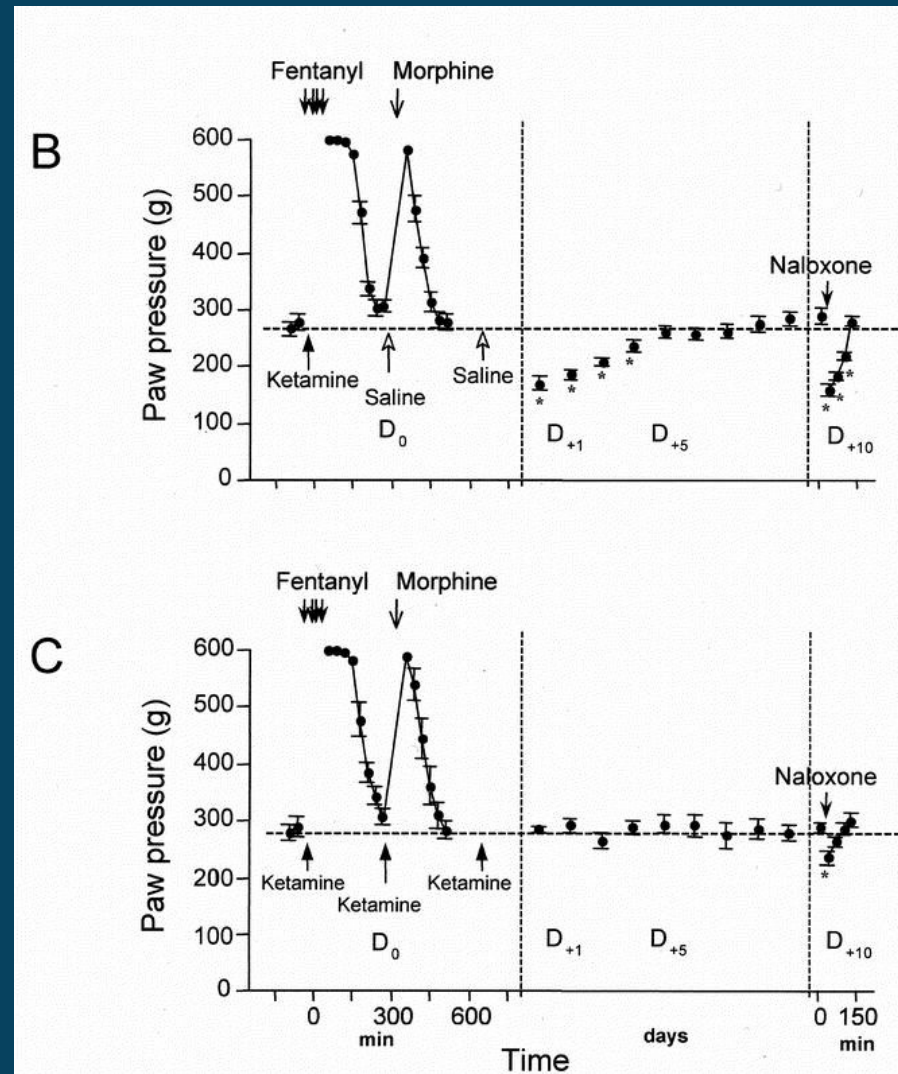 Fentanyl Morphine
B
600
500
400
300
200
100
0
Paw pressure (g)
Naloxone
Ketamine
Saline
Saline
* * * *
* * *
D0 D+1 D+5 D+10
Fentanyl Morphine
C
600
500
400
300
200
100
0
Paw pressure (g)
Naloxone
Ketamine
Ketamine
Ketamine
*
D0 D+1 D+5 D+10
0 300 600 0 150
min days min
Time